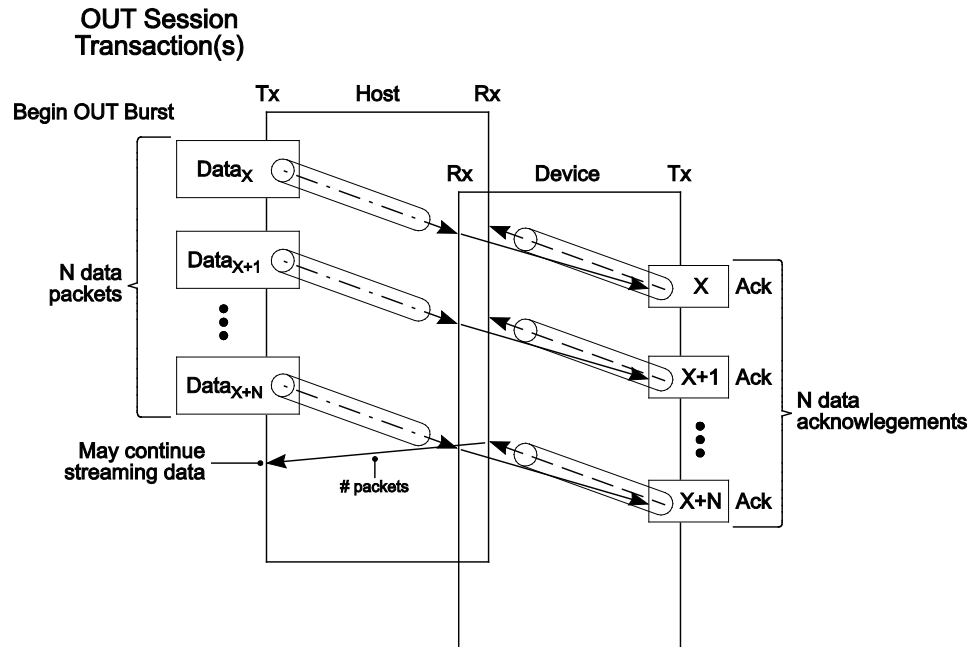 OUT Session
Transaction(s)
Tx Host Rx
Begin OUT Burst
DataX
Rx Device Tx
DataX+1
N data
packets
X Ack
DataX+N
X+1 Ack
N data
acknowlegements
May continue
streaming data
# packets
X+N Ack